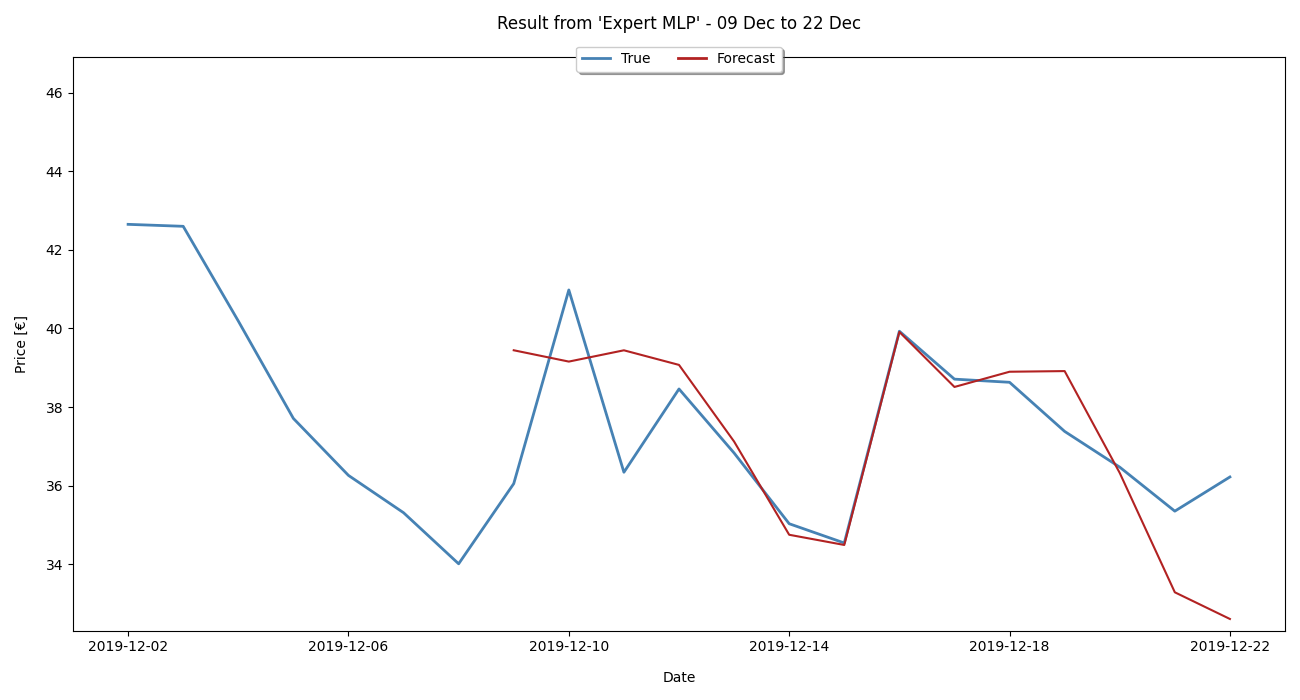 Result from 'Expert MLP' - 09 Dec to 22 Dec
True Forecast
46
44
42
40
38
36
34
Price [€]
2019-12-02 2019-12-06 2019-12-10 2019-12-14 2019-12-18 2019-12-22
Date